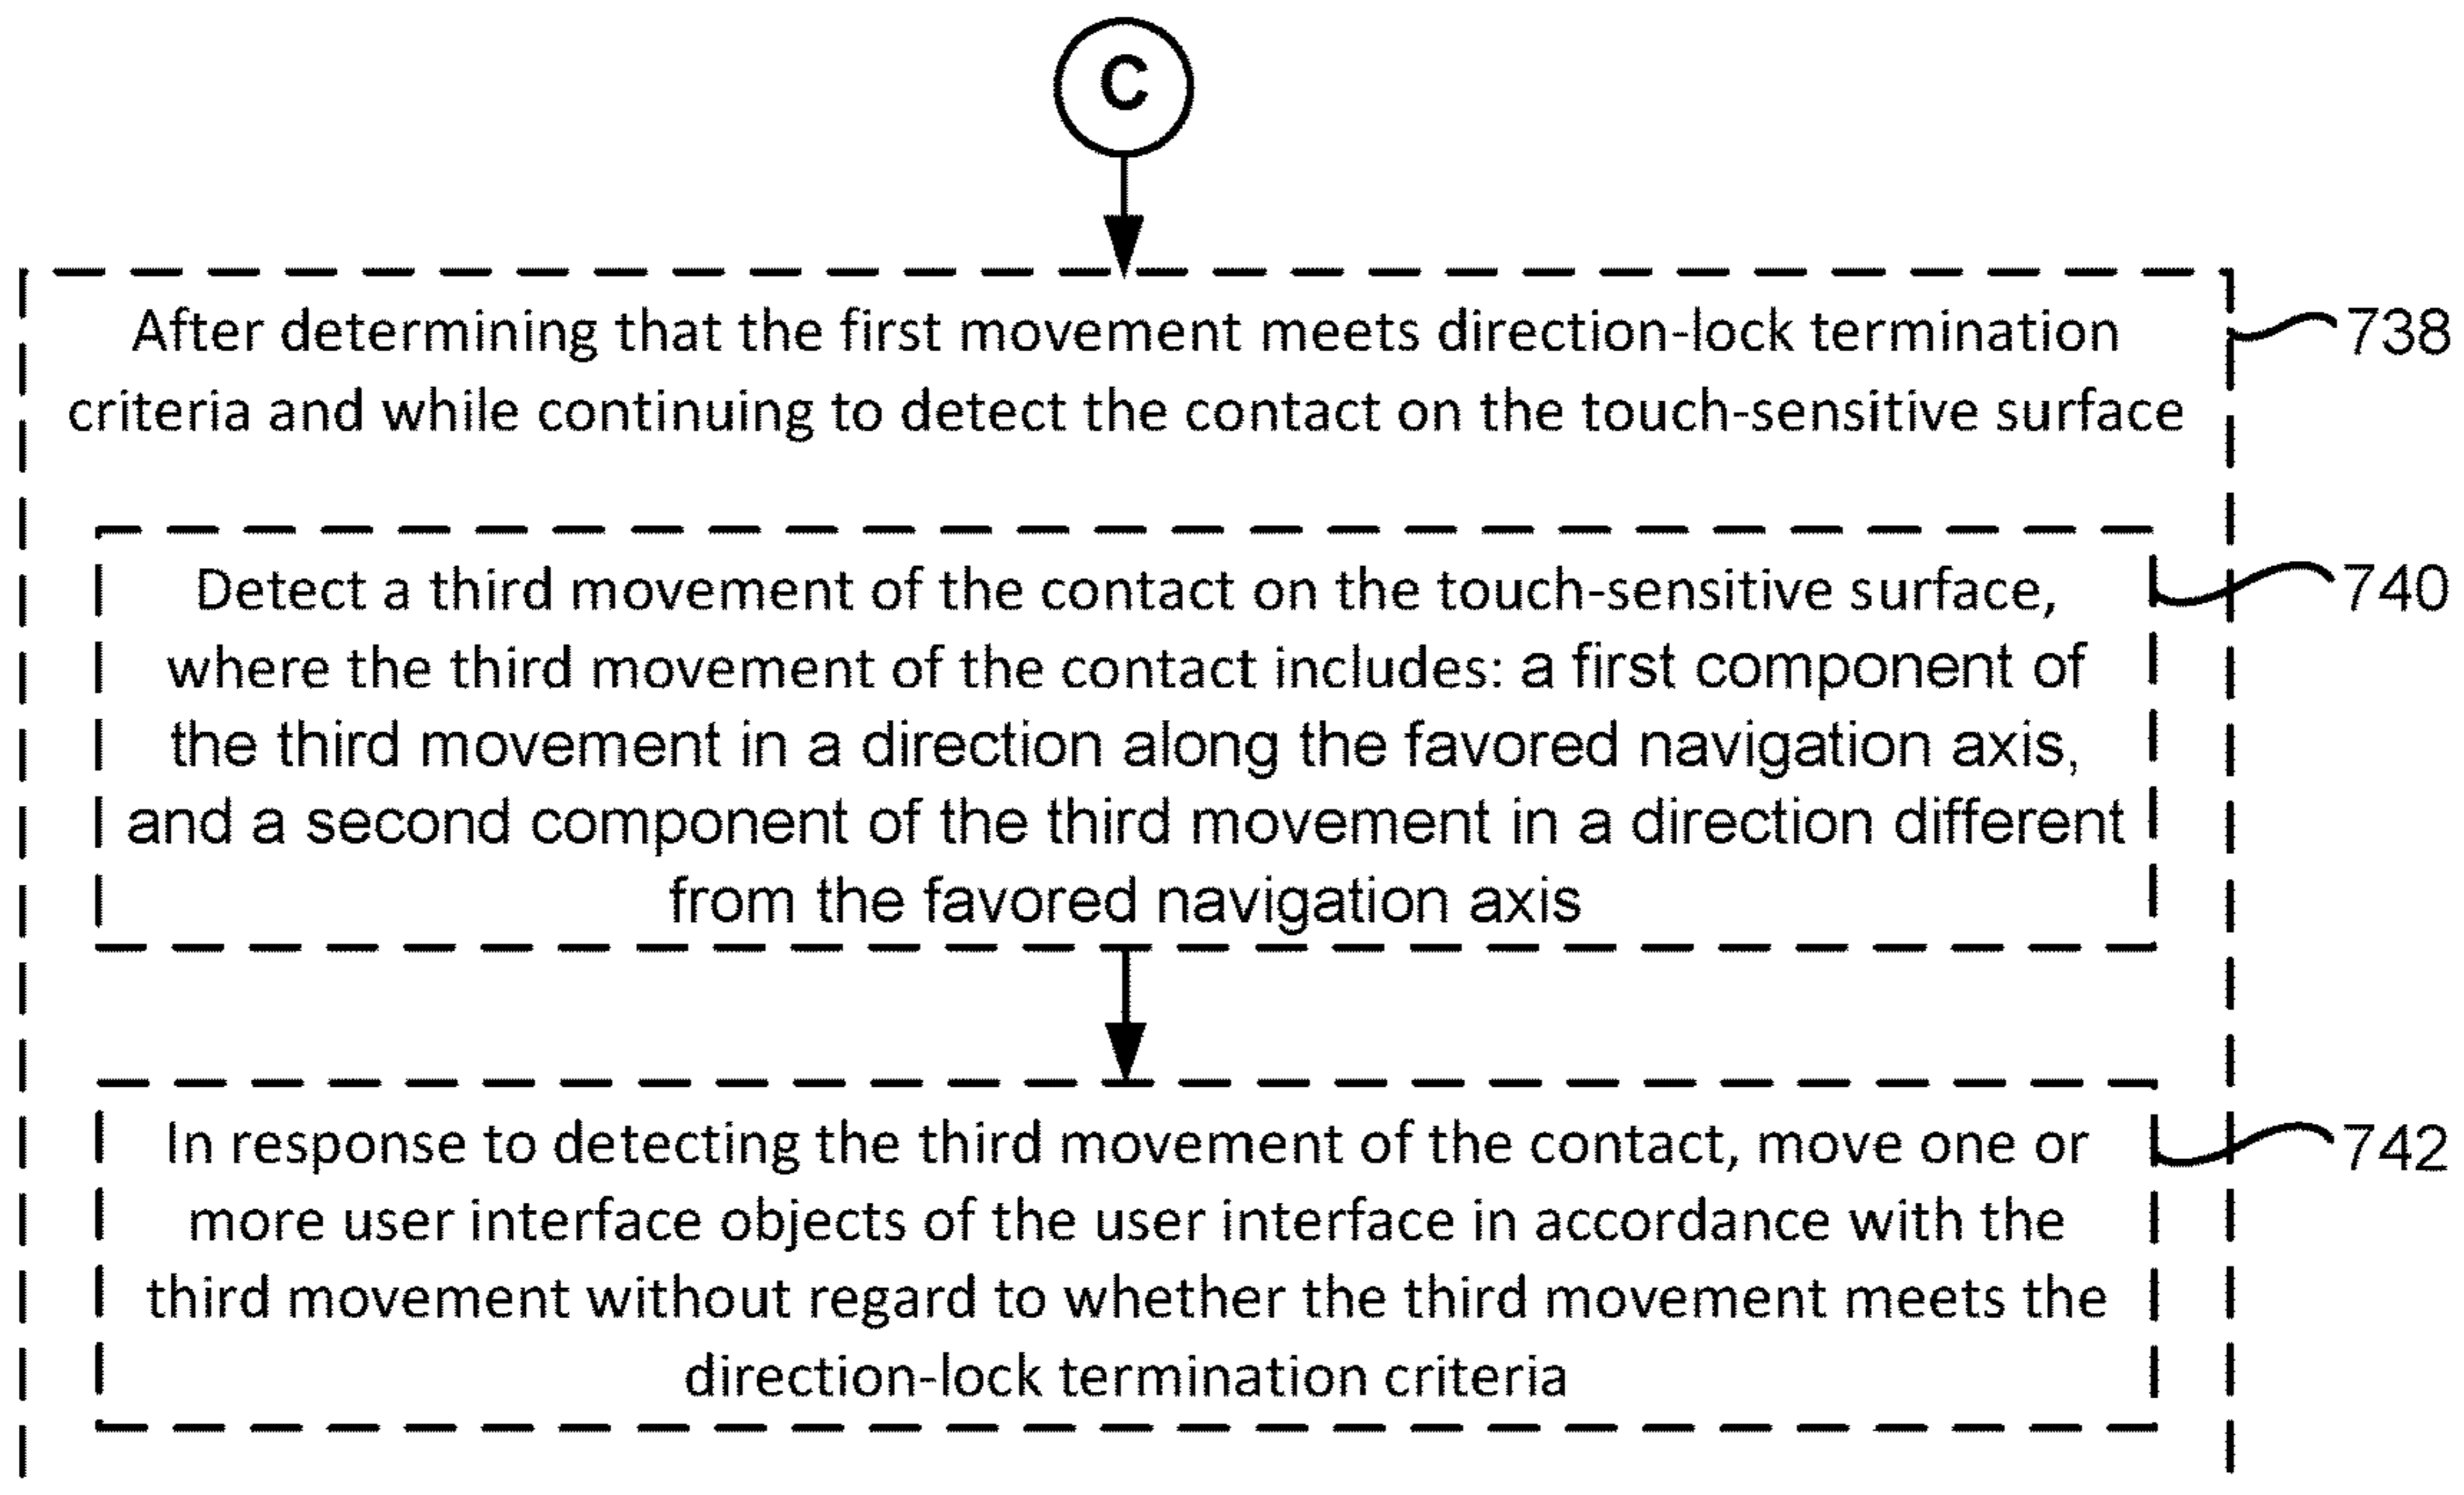 C
After determining that the first movement meets direction-lock termination
criteria and while continuing to detect the contact on the touch-sensitive surface
738
Detect a third movement of the contact on the touch-sensitive surface,
where the third movement of the contact includes: a first component of
the third movement in a direction along the favored navigation axis,
and a second component of the third movement in a direction different
from the favored navigation axis
740
In response to detecting the third movement of the contact, move one or
more user interface objects of the user interface in accordance with the
third movement without regard to whether the third movement meets the
direction-lock termination criteria
742